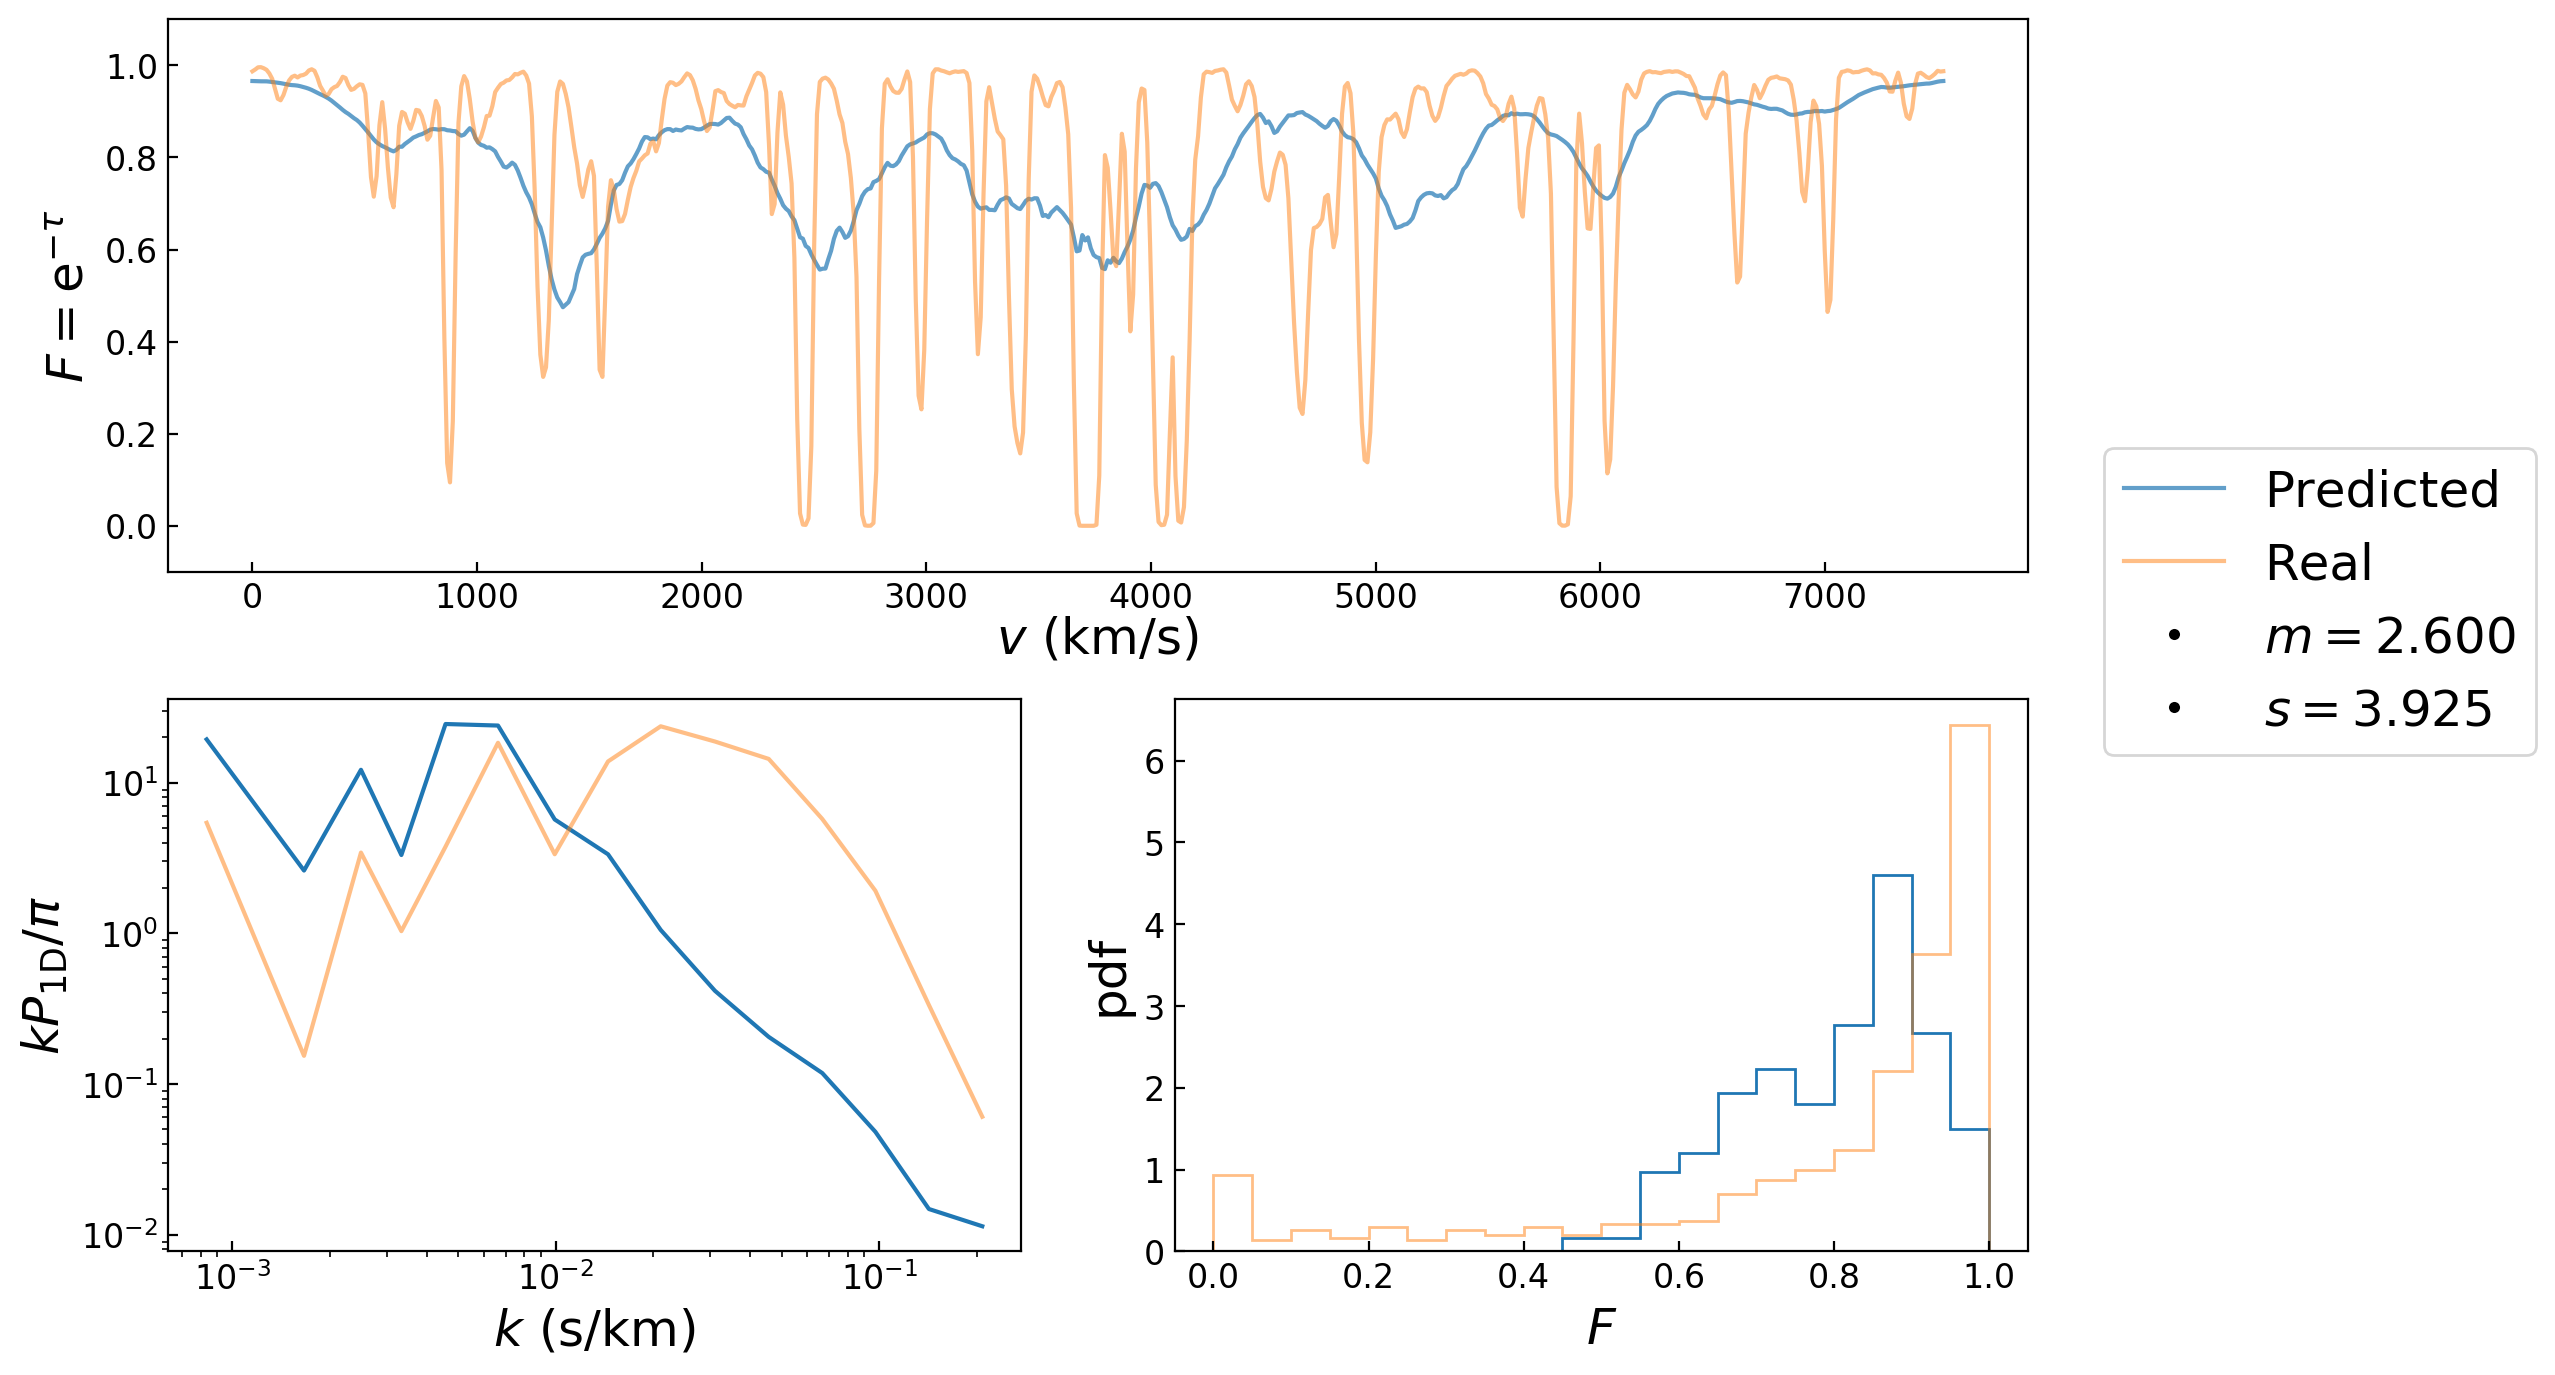 F = e^{-τ}
1.0
0.8
0.6
0.4
0.2
0.0
0 1000 2000 3000 4000 5000 6000 7000
v (km/s)
Predicted
Real
m = 2.600
s = 3.925
kP_{1D}/π
10^1
10^0
10^{-1}
10^{-2}
10^{-3} 10^{-2} 10^{-1}
k (s/km)
pdf
6
5
4
3
2
1
0
0.0 0.2 0.4 0.6 0.8 1.0
F